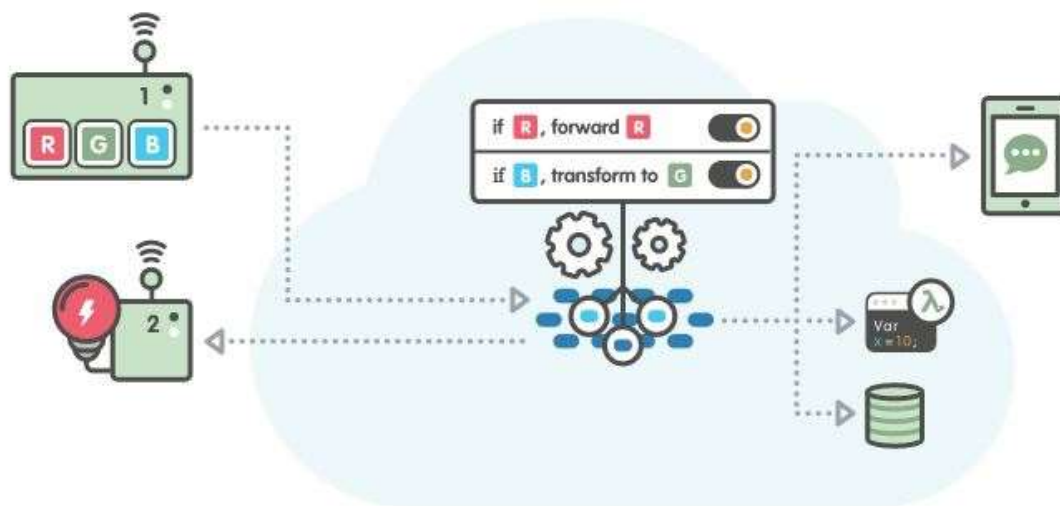 1
R G B
if R, forward R
if B, transform to G
2
λ
Var
x = 10;